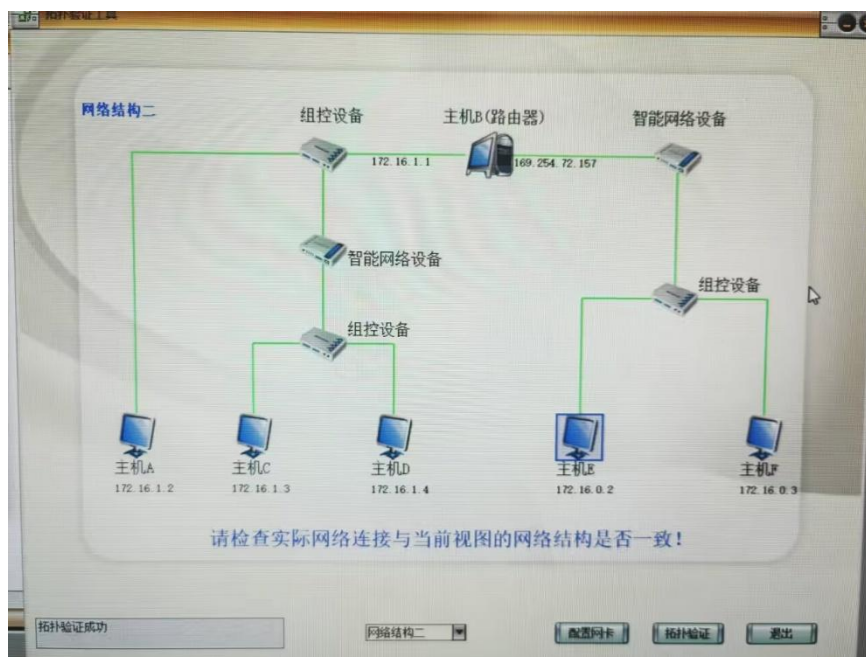 拓扑验证工具
网络结构二
组控设备
主机B(路由器)
智能网络设备
172.16.1.1
169.254.72.157
智能网络设备
组控设备
组控设备
主机A
主机C
主机D
主机E
主机F
172.16.1.2
172.16.1.3
172.16.1.4
172.16.0.2
172.16.0.3
请检查实际网络连接与当前视图的网络结构是否一致！
拓扑验证成功
网络结构二
配置网卡
拓扑验证
退出